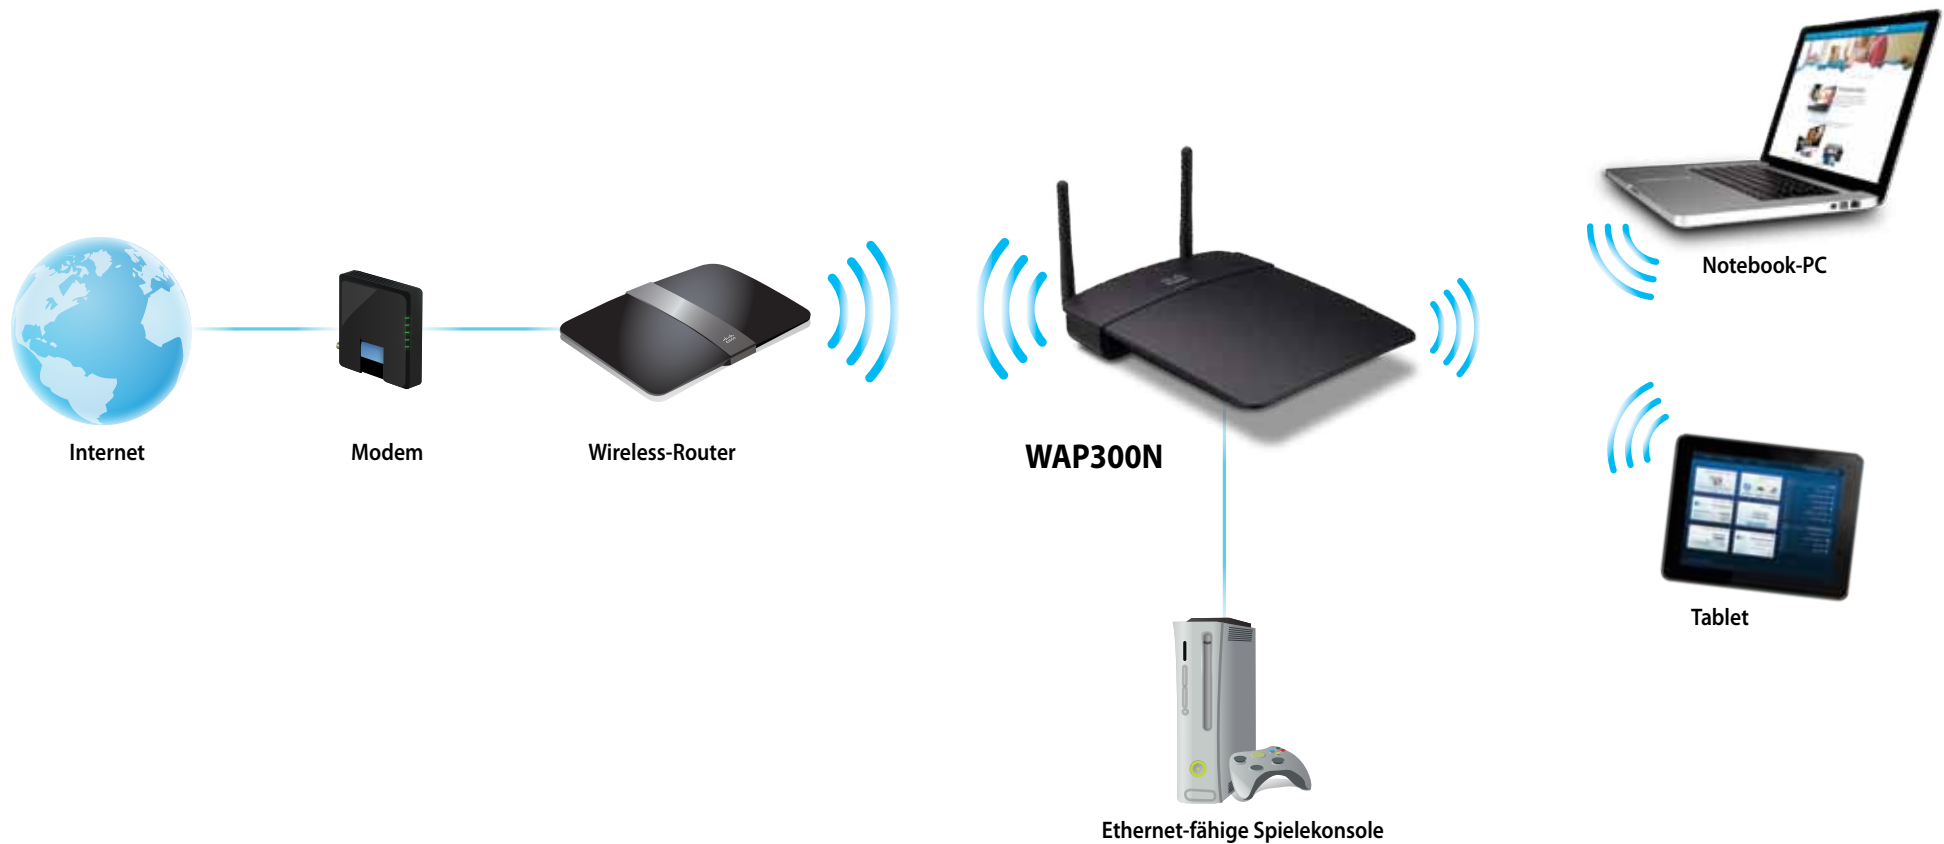 Internet
Modem
Wireless-Router
WAP300N
Notebook-PC
Tablet
Ethernet-fähige Spielekonsole